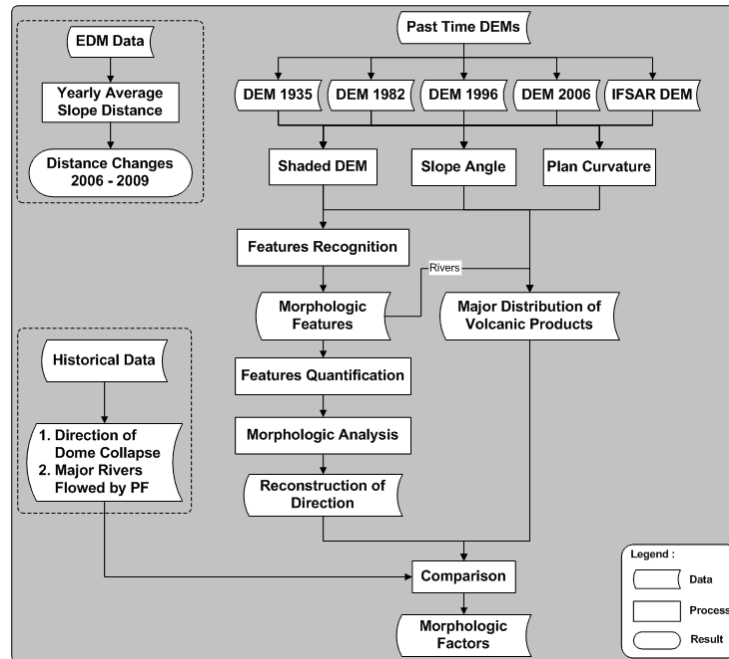 EDM Data
Yearly Average
Slope Distance
Distance Changes
2006 - 2009
Past Time DEMs
DEM 1935
DEM 1982
DEM 1996
DEM 2006
IFSAR DEM
Shaded DEM
Slope Angle
Plan Curvature
Features Recognition
Rivers
Morphologic
Features
Major Distribution of
Volcanic Products
Historical Data
Features Quantification
1. Direction of
Dome Collapse
2. Major Rivers
Flowed by PF
Morphologic Analysis
Reconstruction of
Direction
Comparison
Morphologic
Factors
Legend :
Data
Process
Result